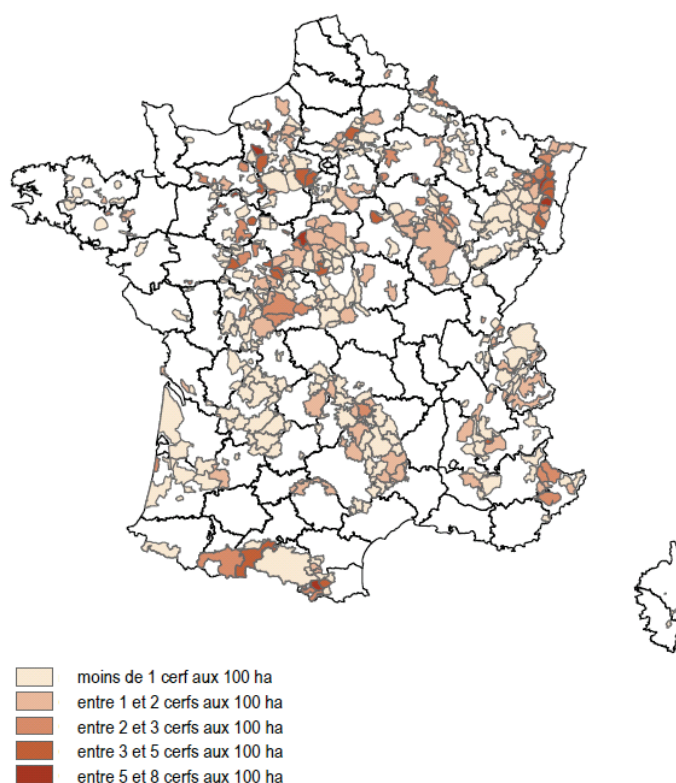 moins de 1 cerf aux 100 ha
entre 1 et 2 cerfs aux 100 ha
entre 2 et 3 cerfs aux 100 ha
entre 3 et 5 cerfs aux 100 ha
entre 5 et 8 cerfs aux 100 ha